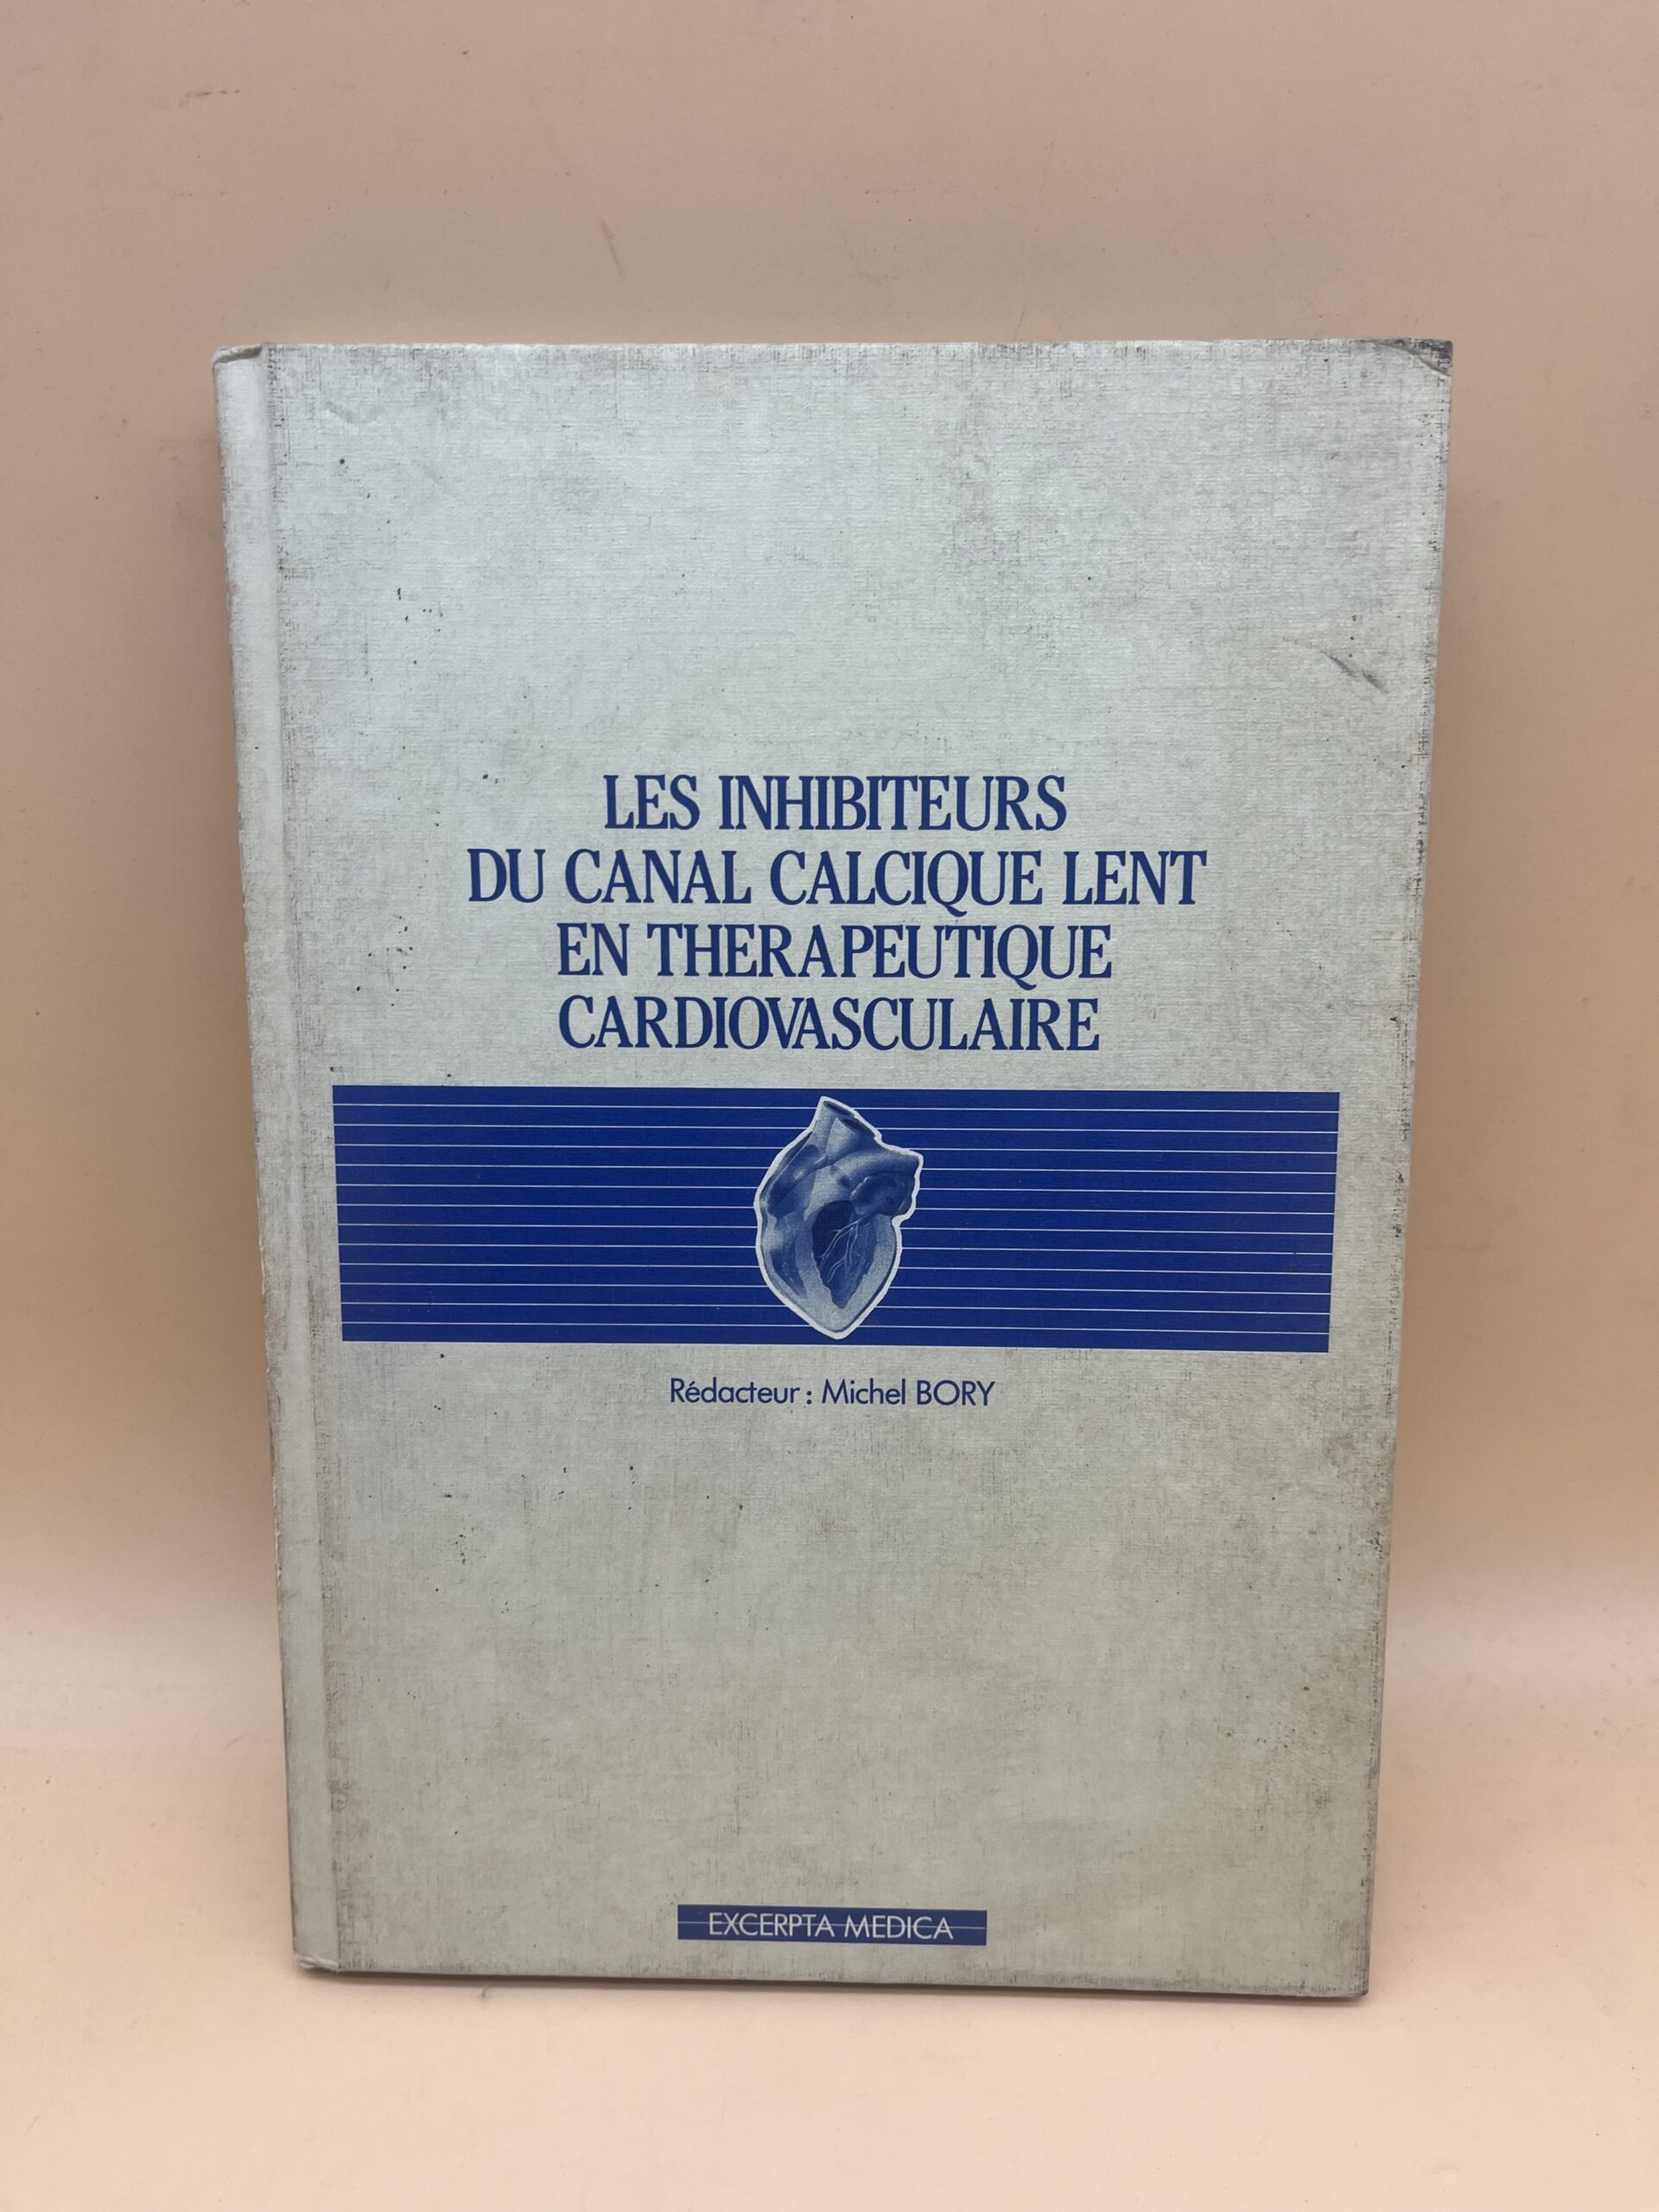 LES INHIBITEURS
DU CANAL CALCIQUE LENT
EN THERAPEUTIQUE
CARDIOVASCULAIRE
Rédacteur : Michel BORY
EXCERPTA MEDICA